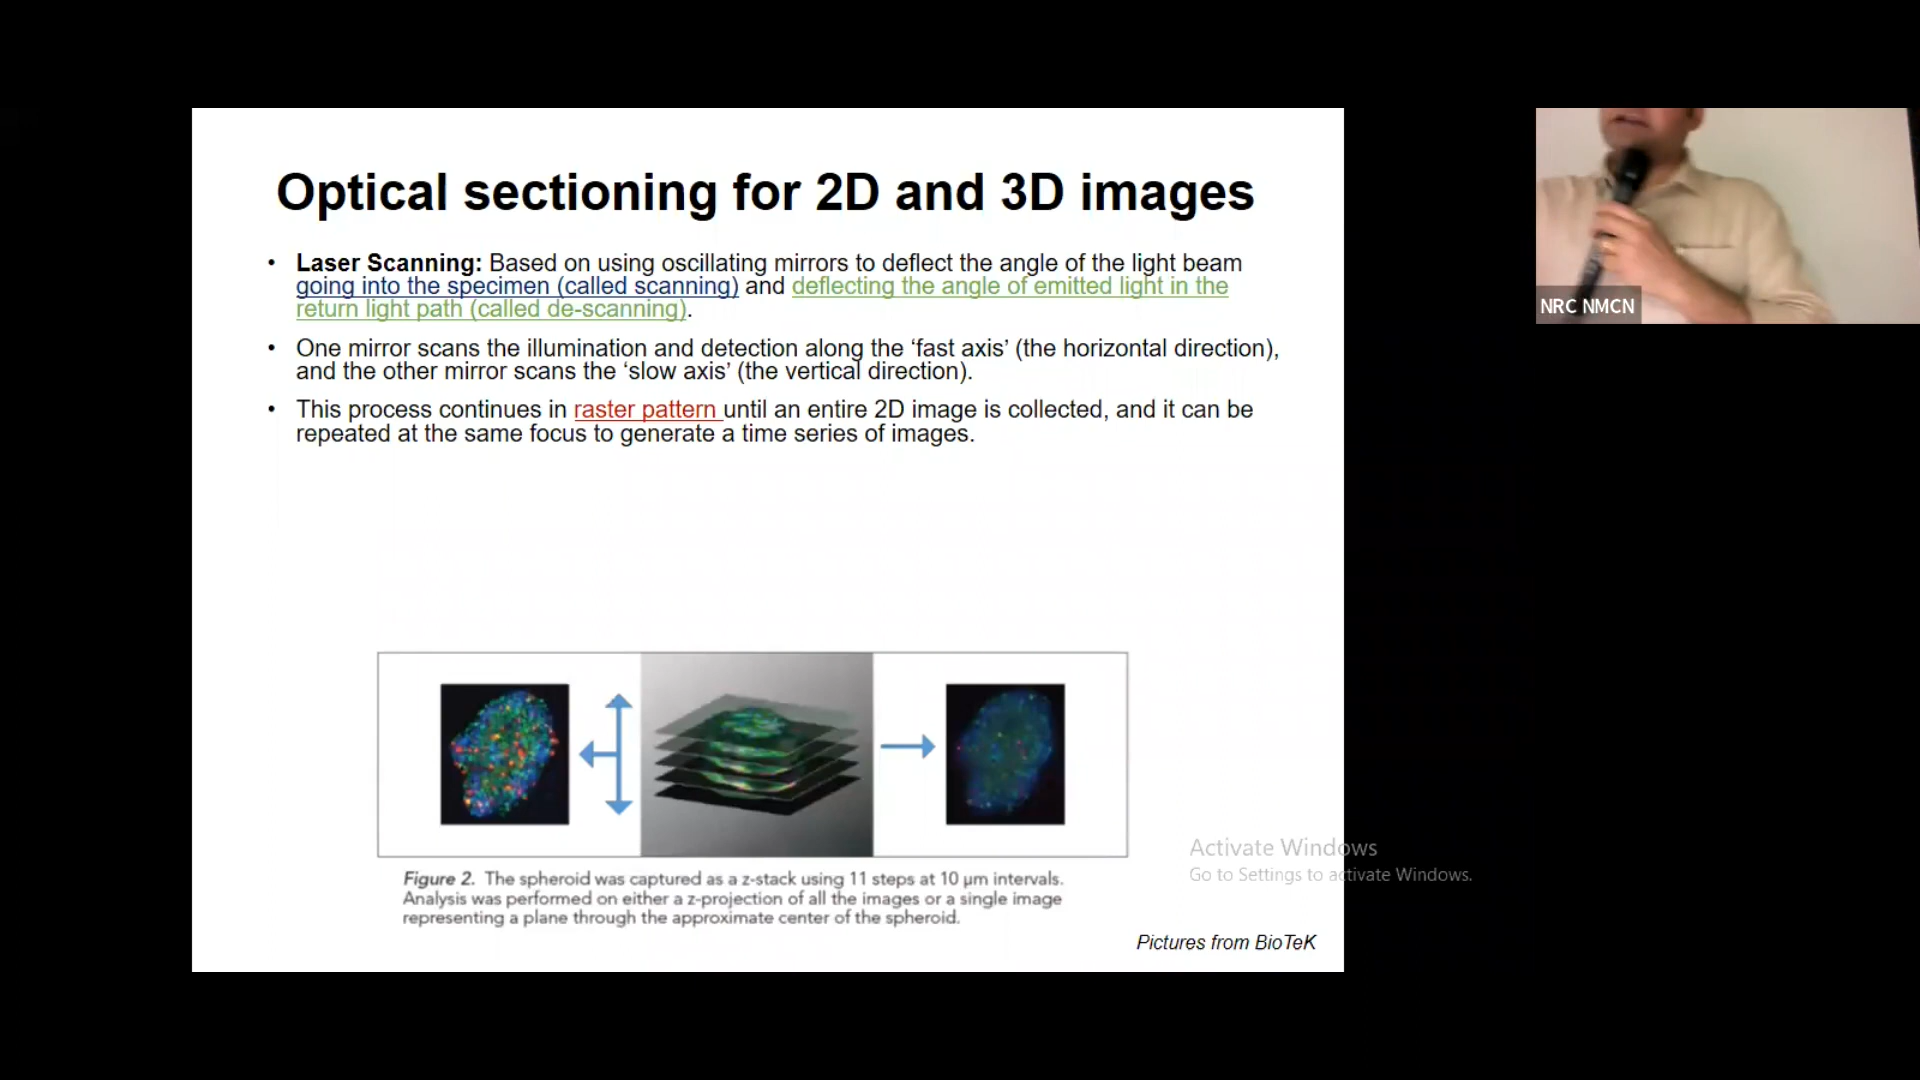 Optical sectioning for 2D and 3D images
• Laser Scanning: Based on using oscillating mirrors to deflect the angle of the light beam
going into the specimen (called scanning) and deflecting the angle of emitted light in the
return light path (called de-scanning).
• One mirror scans the illumination and detection along the ‘fast axis’ (the horizontal direction),
and the other mirror scans the ‘slow axis’ (the vertical direction).
• This process continues in raster pattern until an entire 2D image is collected, and it can be
repeated at the same focus to generate a time series of images.
Figure 2. The spheroid was captured as a z-stack using 11 steps at 10 µm intervals.
Analysis was performed on either a z-projection of all the images or a single image
representing a plane through the approximate center of the spheroid.
Pictures from BioTeK
NRC NMCN
Activate Windows
Go to Settings to activate Windows.